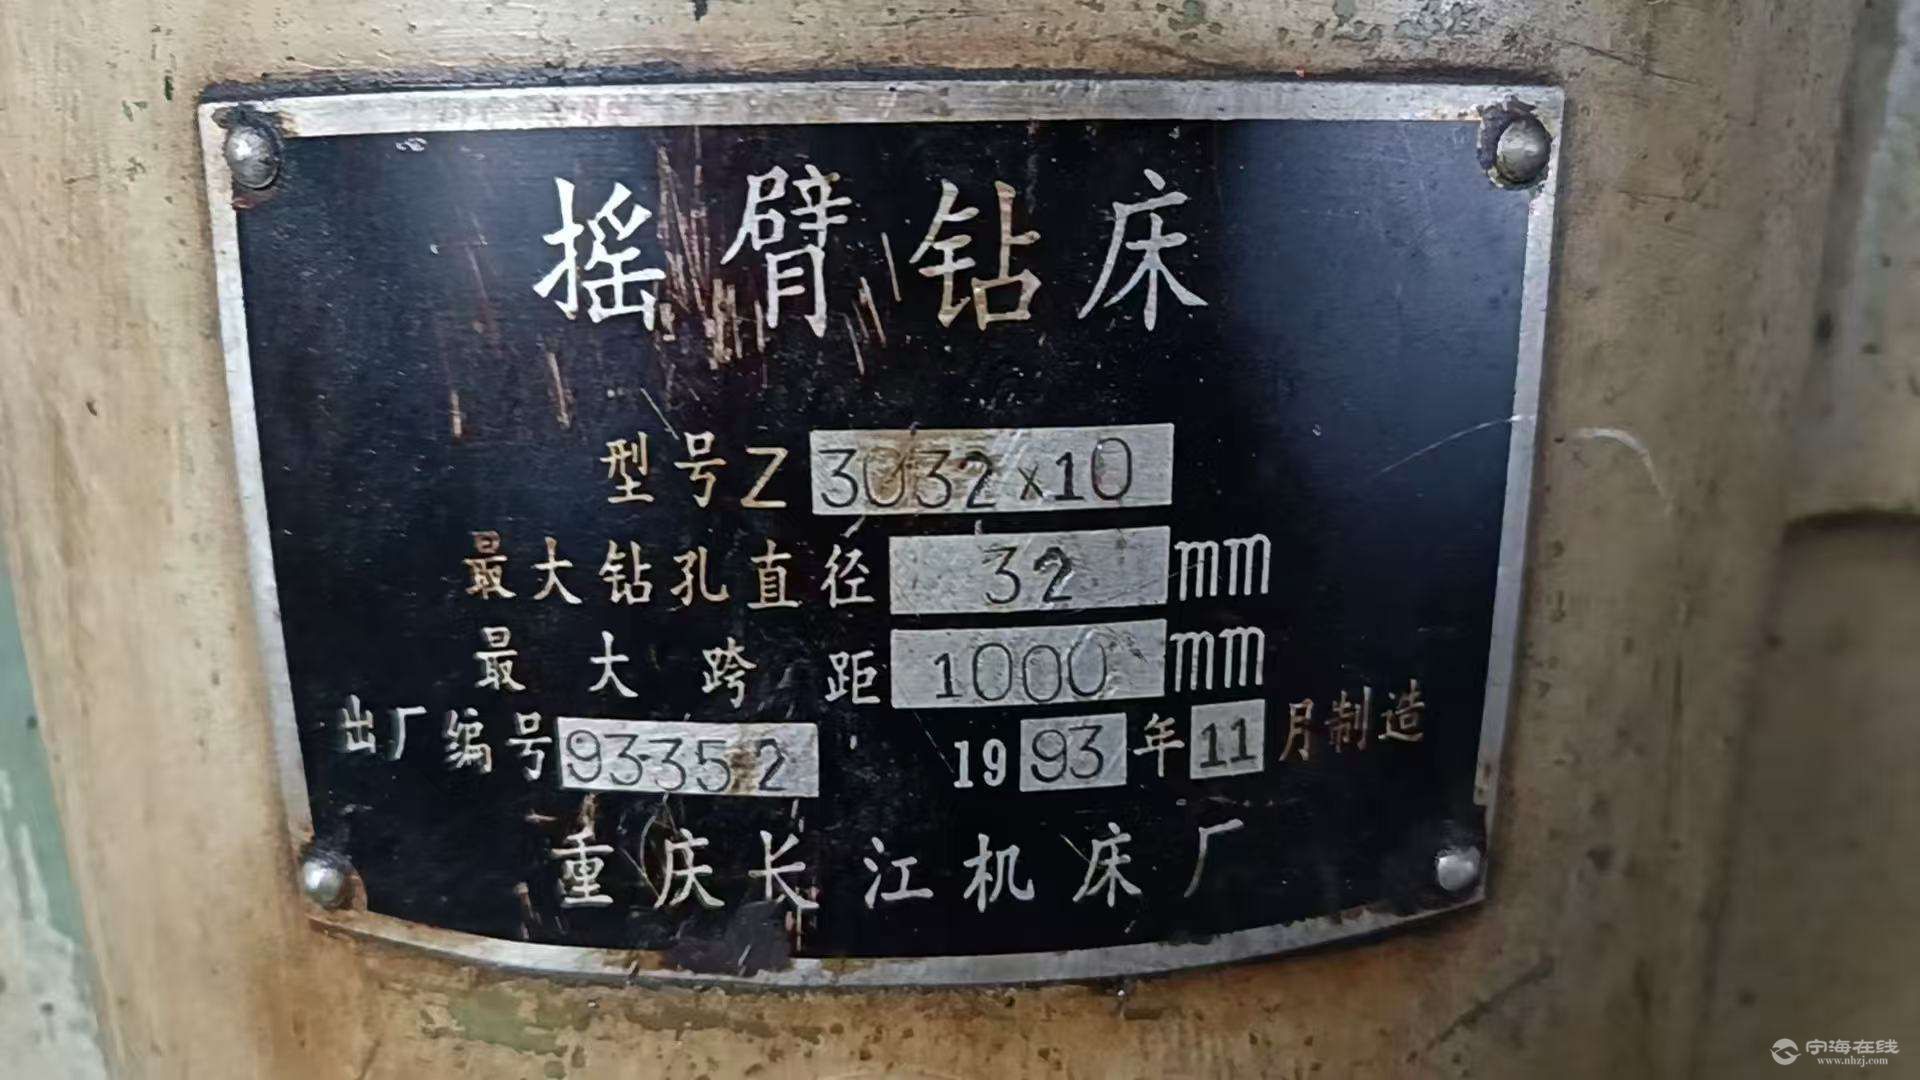 摇臂钻床
型号Z3032×10
最大钻孔直径32mm
最大跨距1000mm
出厂编号93352 1993年11月制造
重庆长江机床厂
宁海在线
www.nhzj.com